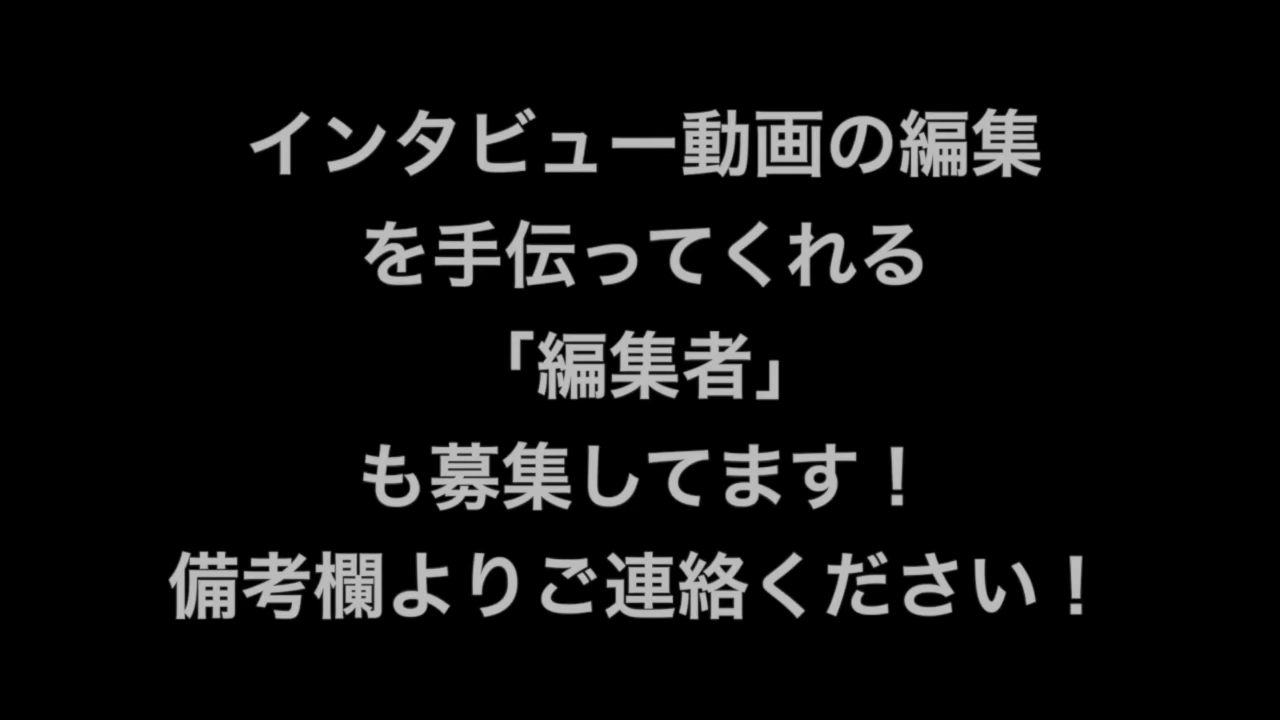 インタビュー動画の編集
を手伝ってくれる
「編集者」
も募集してます！
備考欄よりご連絡ください！